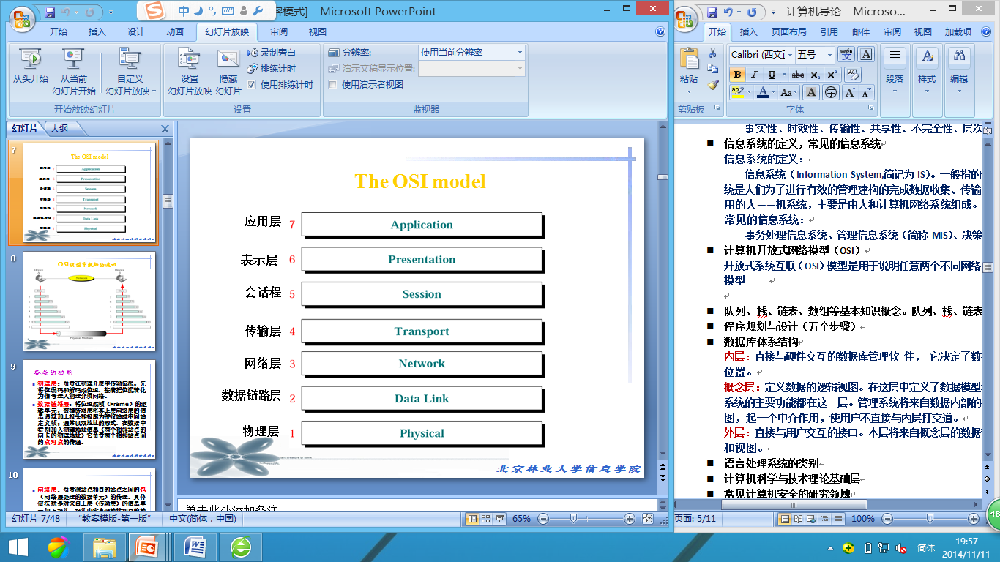 中
容模式] - Microsoft PowerPoint
计算机导论 - Microso...
开始 插入 设计 动画 幻灯片放映 审阅 视图
开始 插入 页面布局 引用 邮件 审阅 视图 加载项
从头开始
从当前
幻灯片开始
自定义
幻灯片放映
开始放映幻灯片
设置
幻灯片放映
隐藏
幻灯片
录制旁白
排练计时
使用排练计时
设置
分辨率:
使用当前分辨率
演示文稿显示位置:
使用演示者视图
监视器
粘贴
剪贴板
Calibri (西文
五号
wén
A
B I U abc x₂ x²
ab A Aa A 字 A A
字体
段落
样式
编辑
幻灯片 大纲
7
The OSI model
Application
Presentation
Session
Transport
Network
Data Link
Physical
8
OSI模型中数据的流动
Network
Physical Medium
9
各层的功能
物理层:负责在物理介质中传输位流。先
将位编码和解码成位组,接着把位流转化
为信号送入物理介质网络。
数据链路层:将位组成帧(Frame)的逻
辑单元,数据链路层将其上层网络层的信
息通过加上报头和报尾为接收站或中间站
定义帧;通常以双地址的形式,在数据中
特别加入物理地址信息(两个相邻站点的
网卡的物理地址)它负责两个相邻站点间
的点对点的传送。
10
网络层:负责源站点和目的站点之间的包
(网络层处理的数据单元)的传送。具体
The OSI model
应用层 7 Application
表示层 6 Presentation
会话程 5 Session
传输层 4 Transport
网络层 3 Network
数据链路层 2 Data Link
物理层 1 Physical
北京林业大学信息学院
单击此处添加备注
事实性、时效性、传输性、共享性、不完全性、层次
信息系统的定义，常见的信息系统
信息系统的定义：
信息系统（Information System,简记为 IS）。一般指的
统是人们为了进行有效的管理建构的完成数据收集、传输
用的人——机系统，主要是由人和计算机网络系统组成。
常见的信息系统：
事务处理信息系统、管理信息系统（简称 MIS）、决策
计算机开放式网络模型（OSI）
开放式系统互联（OSI）模型是用于说明任意两个不同网络
模型
队列、栈、链表、数组等基本知识概念。队列、栈、链表
程序规划与设计（五个步骤）
数据库体系结构
内层：直接与硬件交互的数据库管理软 件， 它决定了数
位置。
概念层：定义数据的逻辑视图。在这层中定义了数据模型
系统的主要功能都在这一层。管理系统将来自数据内部的
图，起一个中介作用，使用户不直接与内层打交道。
外层：直接与用户交互的接口。本层将来自概念层的数据
和视图。
语言处理系统的类别
计算机科学与技术理论基础层
常见计算机安全的研究领域
幻灯片 7/48 “教案模版-第一版” 中文(简体，中国) 65%
页面: 5/11 100%
48
简体
19:57
2014/11/11